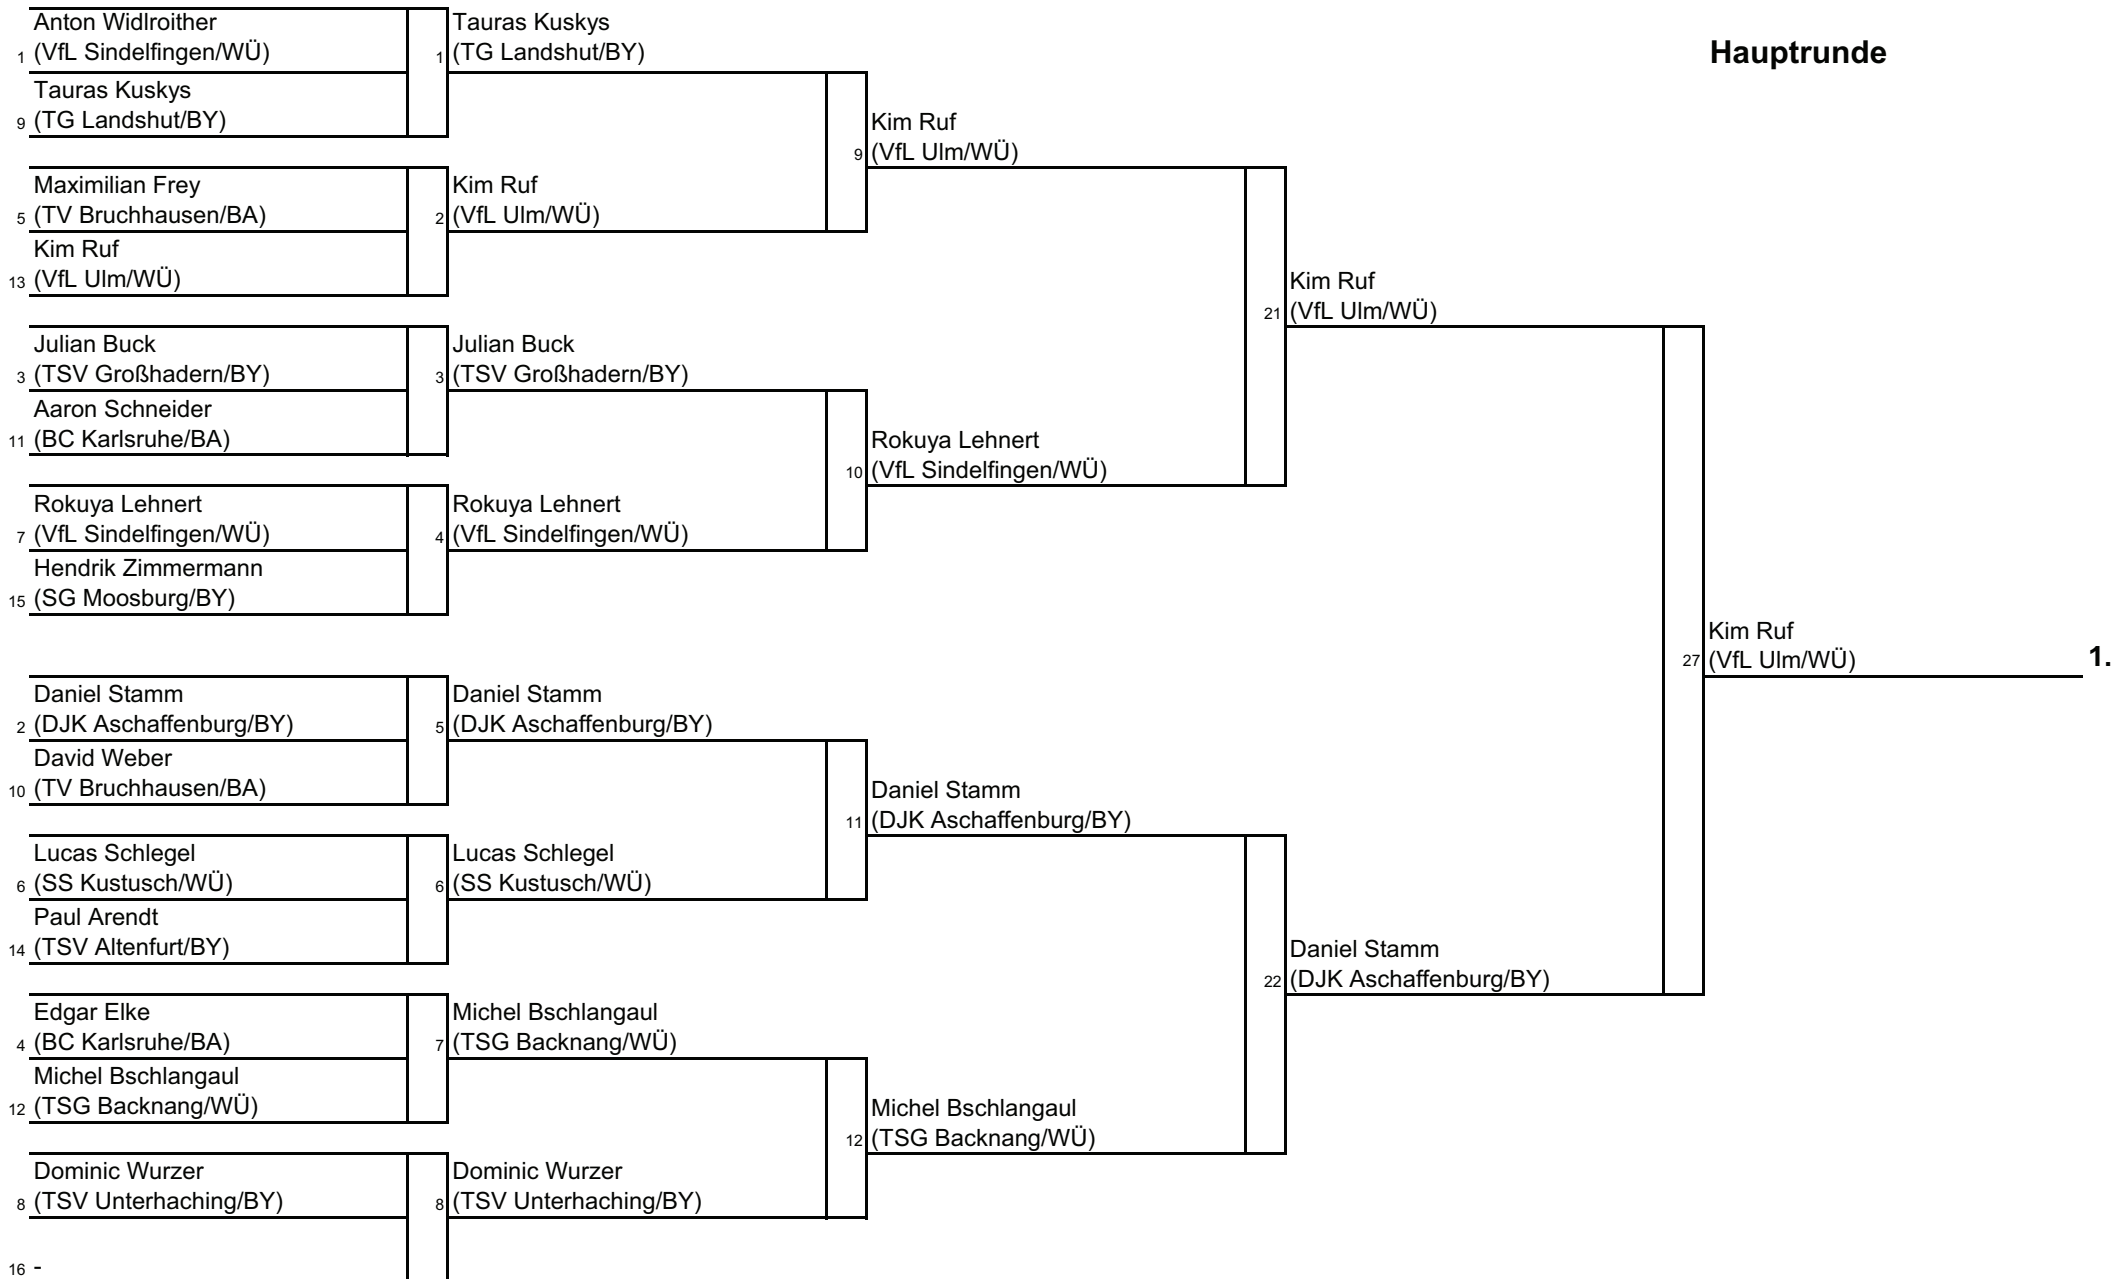 Hauptrunde
Anton Widlroither
1 (VfL Sindelfingen/WÜ)
Tauras Kuskys
9 (TG Landshut/BY)
Maximilian Frey
5 (TV Bruchhausen/BA)
Kim Ruf
13 (VfL Ulm/WÜ)
Julian Buck
3 (TSV Großhadern/BY)
Aaron Schneider
11 (BC Karlsruhe/BA)
Rokuya Lehnert
7 (VfL Sindelfingen/WÜ)
Hendrik Zimmermann
15 (SG Moosburg/BY)
Daniel Stamm
2 (DJK Aschaffenburg/BY)
David Weber
10 (TV Bruchhausen/BA)
Lucas Schlegel
6 (SS Kustusch/WÜ)
Paul Arendt
14 (TSV Altenfurt/BY)
Edgar Elke
4 (BC Karlsruhe/BA)
Michel Bschlangaul
12 (TSG Backnang/WÜ)
Dominic Wurzer
8 (TSV Unterhaching/BY)
16 -
Tauras Kuskys
1 (TG Landshut/BY)
Kim Ruf
2 (VfL Ulm/WÜ)
Julian Buck
3 (TSV Großhadern/BY)
Rokuya Lehnert
4 (VfL Sindelfingen/WÜ)
Daniel Stamm
5 (DJK Aschaffenburg/BY)
Lucas Schlegel
6 (SS Kustusch/WÜ)
Michel Bschlangaul
7 (TSG Backnang/WÜ)
Dominic Wurzer
8 (TSV Unterhaching/BY)
Kim Ruf
9 (VfL Ulm/WÜ)
Rokuya Lehnert
10 (VfL Sindelfingen/WÜ)
Daniel Stamm
11 (DJK Aschaffenburg/BY)
Michel Bschlangaul
12 (TSG Backnang/WÜ)
Kim Ruf
21 (VfL Ulm/WÜ)
Daniel Stamm
22 (DJK Aschaffenburg/BY)
Kim Ruf
27 (VfL Ulm/WÜ) 1.